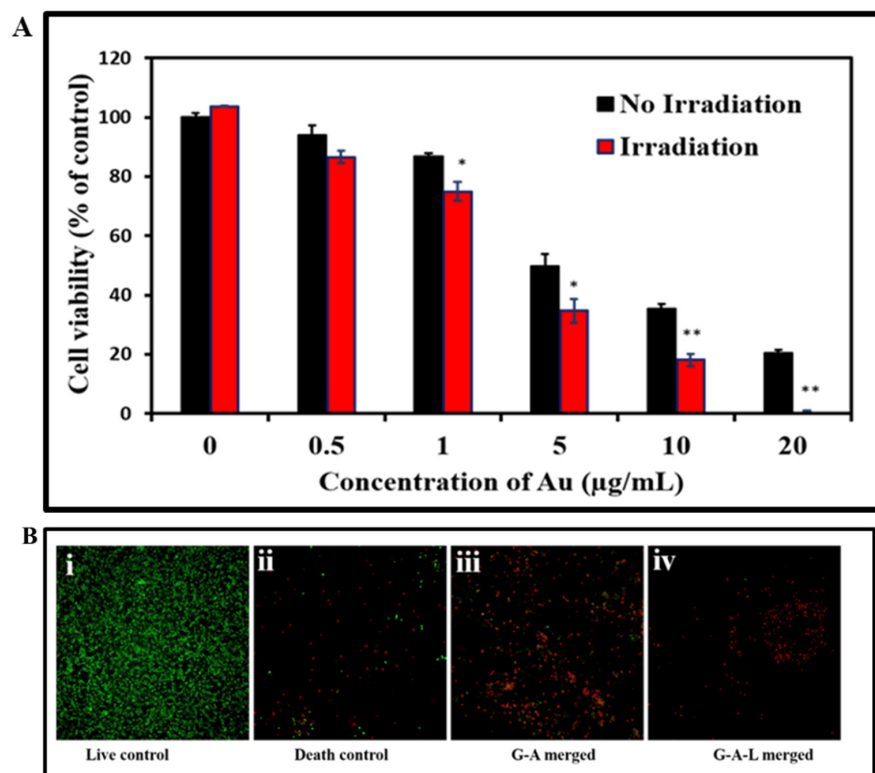 A
120
100
80
60
40
20
0
Cell viability (% of control)
No Irradiation
Irradiation
*
*
**
**
0 0.5 1 5 10 20
Concentration of Au (µg/mL)
B
i ii iii iv
Live control Death control G-A merged G-A-L merged